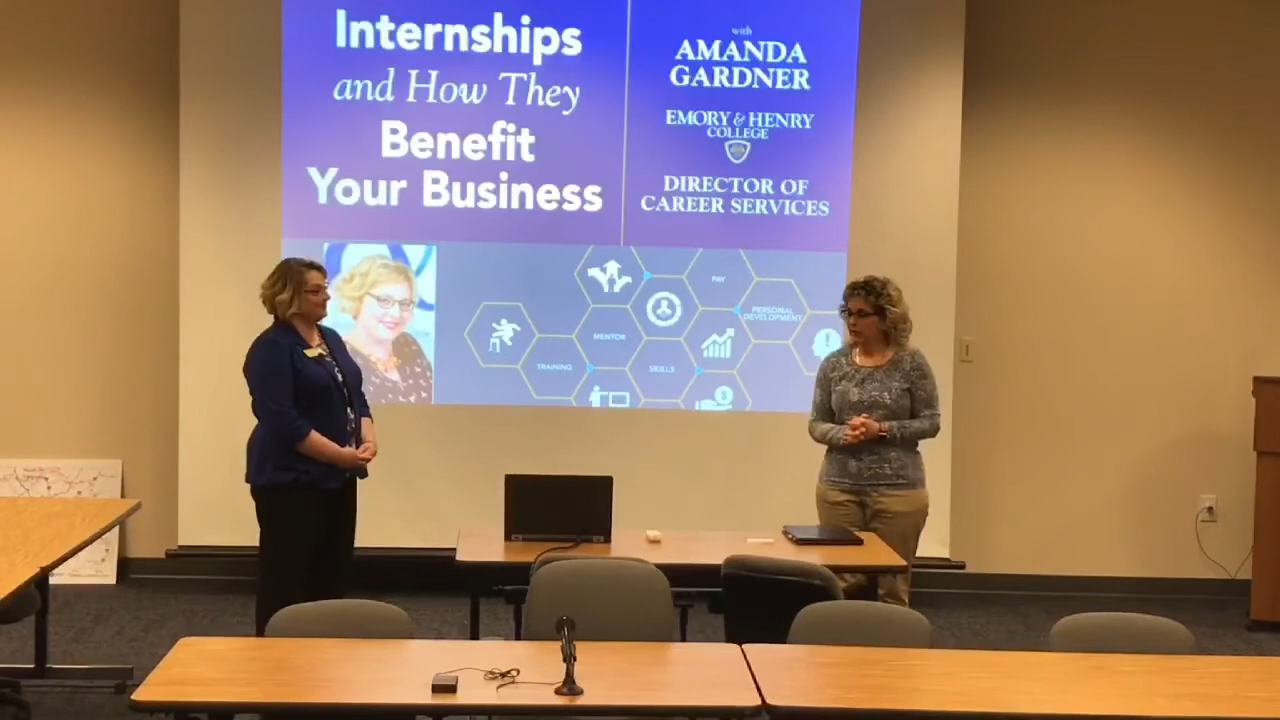 Internships
and How They
Benefit
Your Business
with
AMANDA
GARDNER
EMORY & HENRY
COLLEGE
DIRECTOR OF
CAREER SERVICES
PAY
PERSONAL
DEVELOPMENT
MENTOR
TRAINING
SKILLS